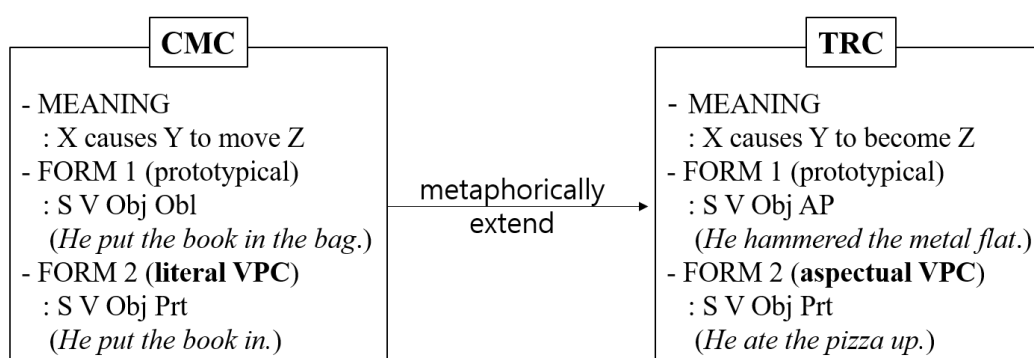 CMC
- MEANING
: X causes Y to move Z
- FORM 1 (prototypical)
: S V Obj Obl
(He put the book in the bag.)
- FORM 2 (literal VPC)
: S V Obj Prt
(He put the book in.)
metaphorically
extend
TRC
- MEANING
: X causes Y to become Z
- FORM 1 (prototypical)
: S V Obj AP
(He hammered the metal flat.)
- FORM 2 (aspectual VPC)
: S V Obj Prt
(He ate the pizza up.)